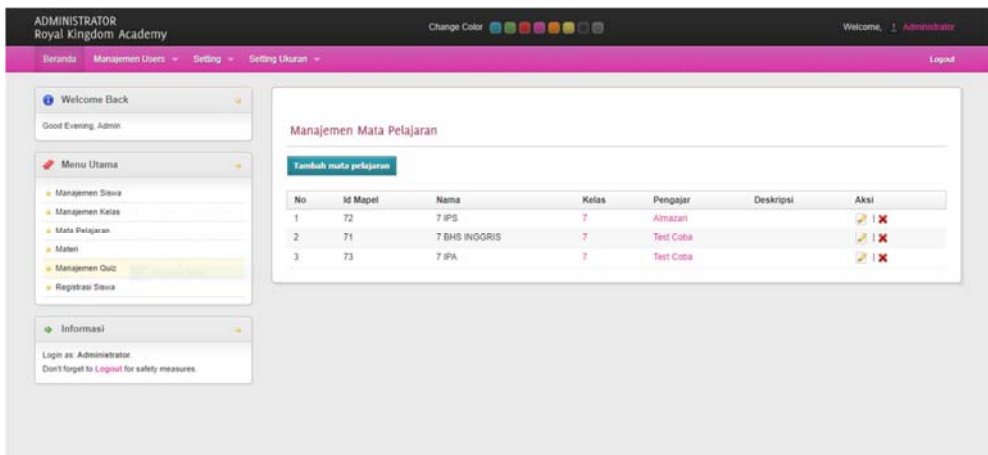 ADMINISTRATOR
Royal Kingdom Academy
Change Color
Welcome, Administrator
Beranda Manajemen Users Setting Setting Ukuran Logout
Welcome Back
Good Evening, Admin
Menu Utama
Manajemen Siswa
Manajemen Kelas
Mata Pelajaran
Materi
Manajemen Quiz
Registrasi Siswa
Informasi
Login as: Administrator.
Don't forget to Logout for safety measures.
Manajemen Mata Pelajaran
Tambah mata pelajaran
No Id Mapel Nama Kelas Pengajar Deskripsi Aksi
1 72 7 IPS 7 Almazari |
2 71 7 BHS INGGRIS 7 Test Coba |
3 73 7 IPA 7 Test Coba |